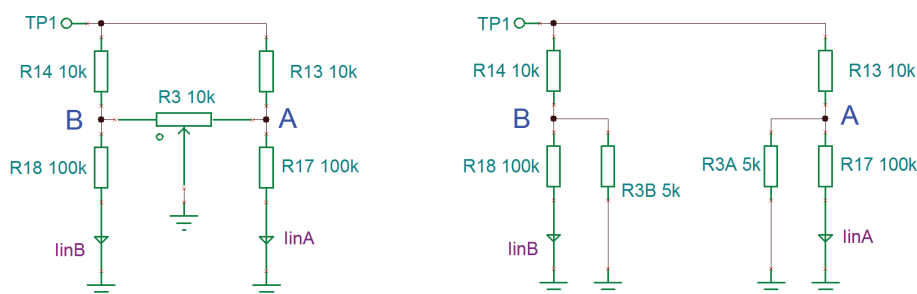 TP1
R14 10k
R13 10k
R3 10k
B
A
R18 100k
R17 100k
IinB
IinA
TP1
R14 10k
R13 10k
B
A
R18 100k
R3B 5k
R3A 5k
R17 100k
IinB
IinA